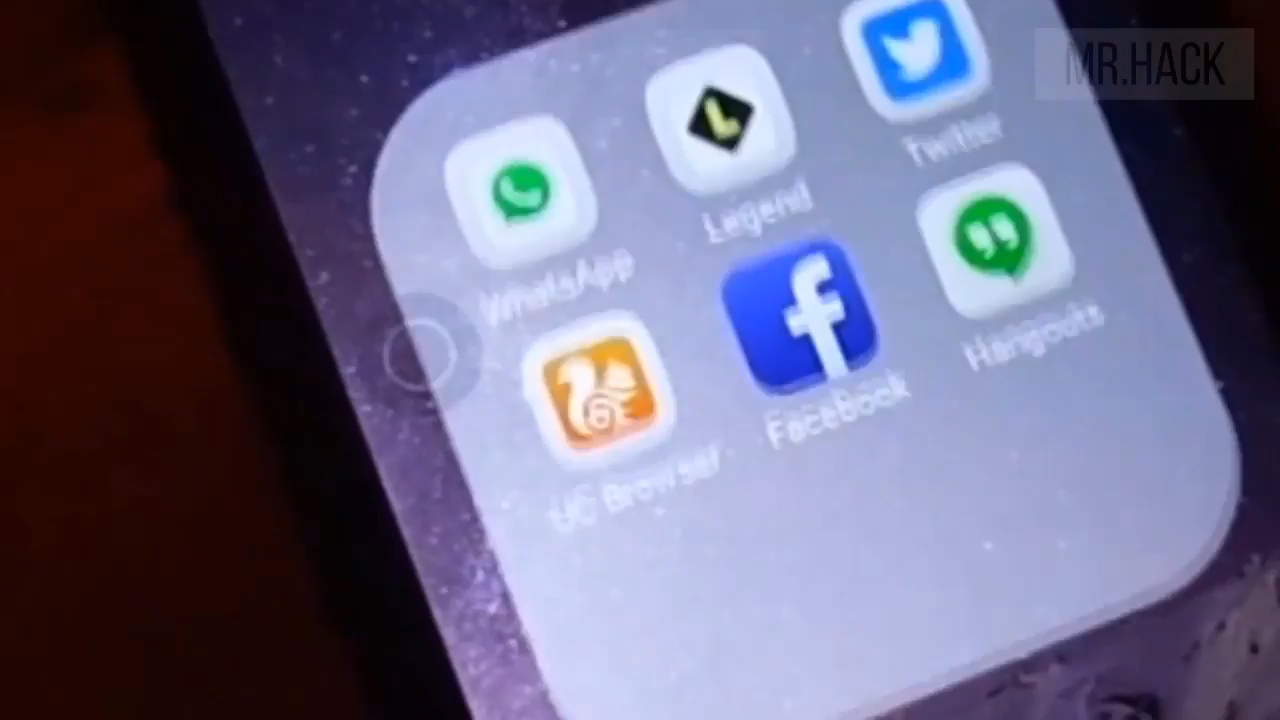 MR.HACK
Twitter
Legend
WhatsApp
Hangouts
FaceBook
UC Browser